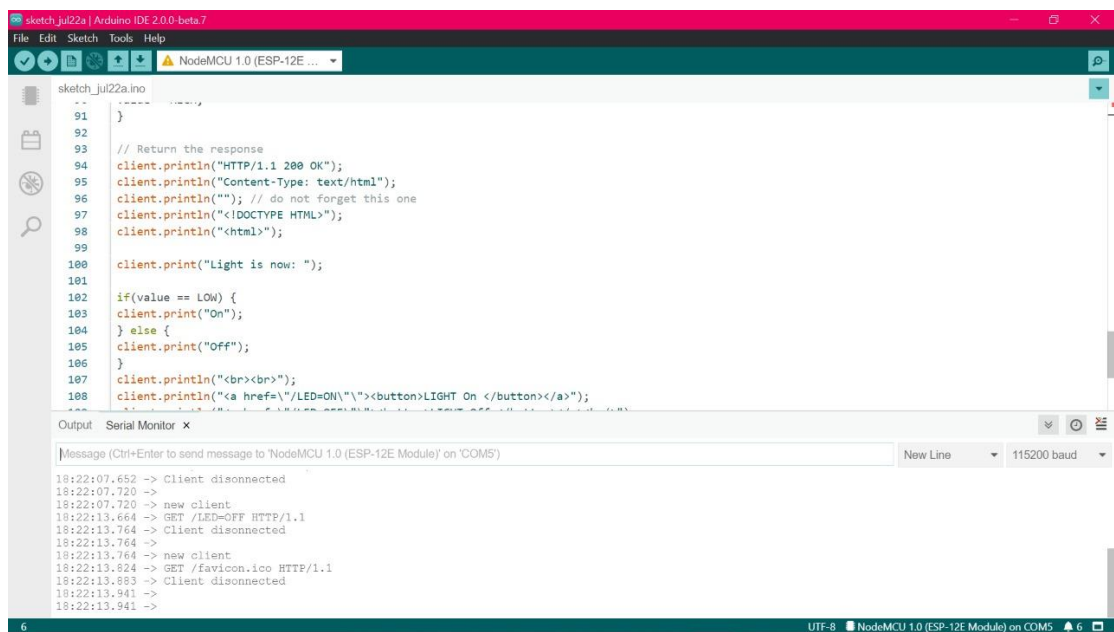 sketch_jul22a | Arduino IDE 2.0.0-beta.7
File Edit Sketch Tools Help
NodeMCU 1.0 (ESP-12E ...
sketch_jul22a.ino
91 }
92
93 // Return the response
94 client.println("HTTP/1.1 200 OK");
95 client.println("Content-Type: text/html");
96 client.println(""); // do not forget this one
97 client.println("<!DOCTYPE HTML>");
98 client.println("<html>");
99
100 client.print("Light is now: ");
101
102 if(value == LOW) {
103 client.print("On");
104 } else {
105 client.print("Off");
106 }
107 client.println("<br><br>");
108 client.println("<a href=\"/LED=ON\"\"><button>LIGHT On </button></a>");
Output Serial Monitor
Message (Ctrl+Enter to send message to 'NodeMCU 1.0 (ESP-12E Module)' on 'COM5')
New Line 115200 baud
18:22:07.652 -> Client disonnected
18:22:07.720 ->
18:22:07.720 -> new client
18:22:13.664 -> GET /LED=OFF HTTP/1.1
18:22:13.764 -> Client disonnected
18:22:13.764 ->
18:22:13.764 -> new client
18:22:13.824 -> GET /favicon.ico HTTP/1.1
18:22:13.883 -> Client disonnected
18:22:13.941 ->
18:22:13.941 ->
6 UTF-8 NodeMCU 1.0 (ESP-12E Module) on COM5 6